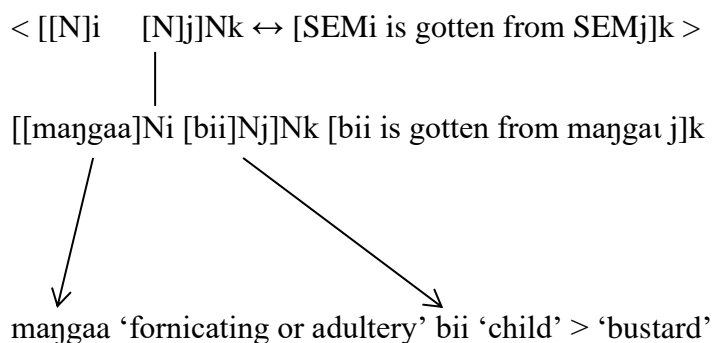 < [[N]i [N]j]Nk ↔ [SEMi is gotten from SEMj]k >
[[maŋgaa]Ni [bii]Nj]Nk [bii is gotten from maŋgaɩ j]k
maŋgaa ‘fornicating or adultery’ bii ‘child’ > ‘bustard’